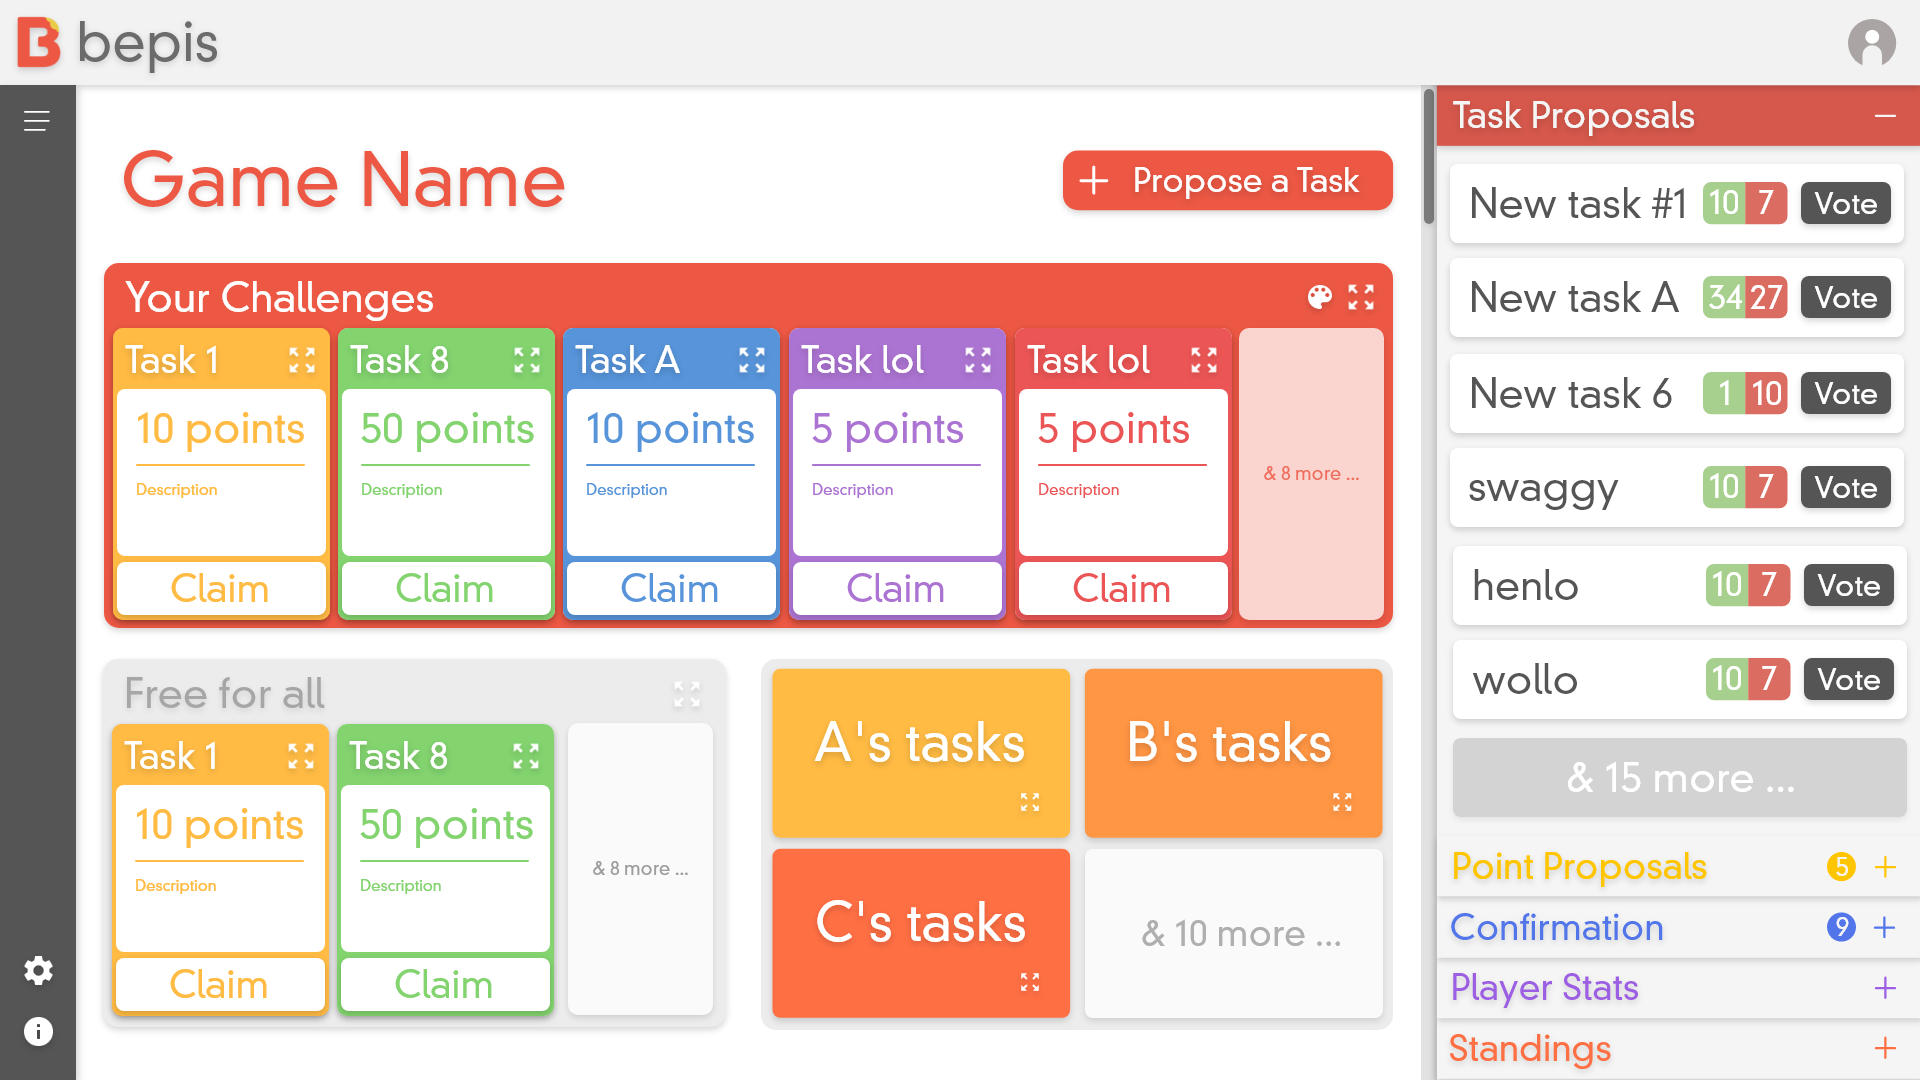 bepis
Game Name
Propose a Task
Your Challenges
Task 1
10 points
Description
Claim
Task 8
50 points
Description
Claim
Task A
10 points
Description
Claim
Task lol
5 points
Description
Claim
Task lol
5 points
Description
Claim
& 8 more ...
Free for all
Task 1
10 points
Description
Claim
Task 8
50 points
Description
Claim
& 8 more ...
A's tasks
B's tasks
C's tasks
& 10 more ...
Task Proposals
New task #1 10 7 Vote
New task A 34 27 Vote
New task 6 1 10 Vote
swaggy 10 7 Vote
henlo 10 7 Vote
wollo 10 7 Vote
& 15 more ...
Point Proposals 5
Confirmation 9
Player Stats
Standings